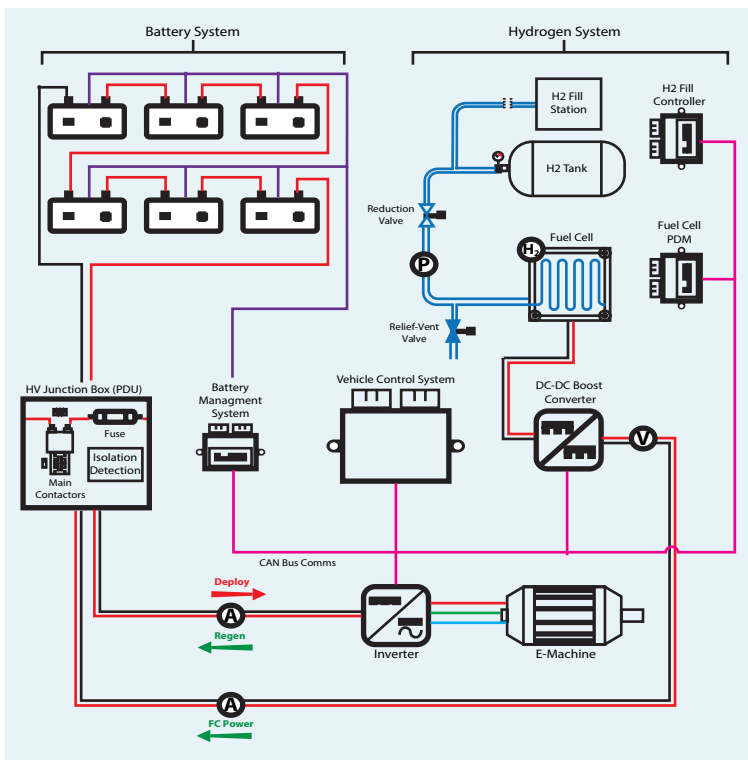 Battery System
Hydrogen System
H2 Fill
Station
H2 Fill
Controller
H2 Tank
Reduction
Valve
Fuel Cell
Fuel Cell
PDM
H2
P
Relief-Vent
Valve
HV Junction Box (PDU)
Battery
Managment
System
Vehicle Control System
DC-DC Boost
Converter
Fuse
V
Isolation
Detection
Main
Contactors
CAN Bus Comms
Deploy
A
Regen
Inverter
E-Machine
A
FC Power